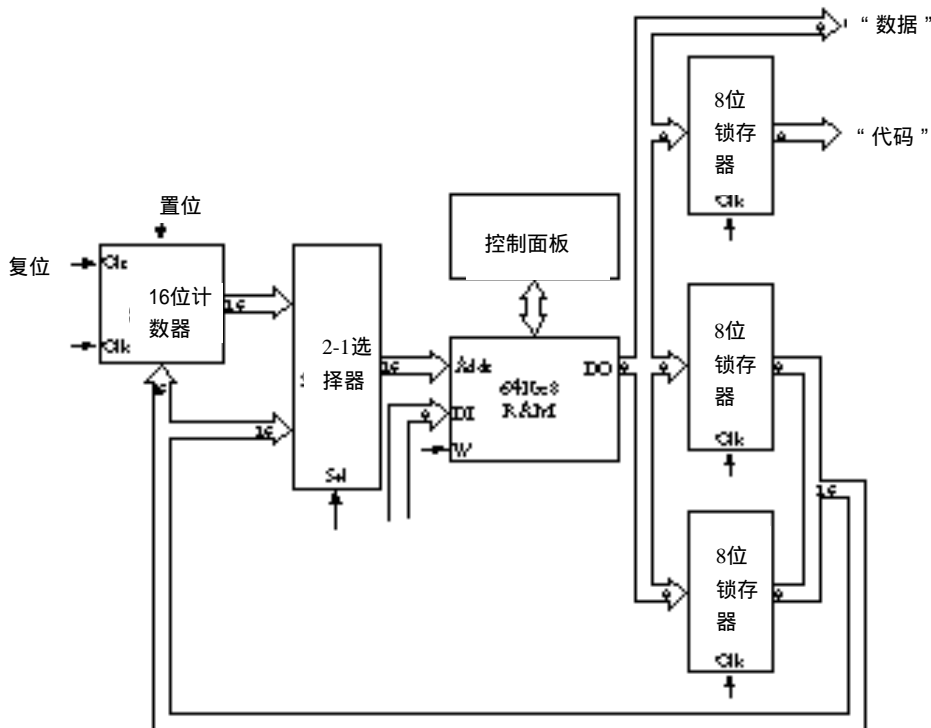 “ 数据 ”
8位
锁存
器
Clk
“ 代码 ”
置位
复位
16位计
数器
Clk
16
2-1选
择器
Sel
16
16
控制面板
Addr
DO
RAM
DI
W
16
8位
锁存
器
Clk
16
8位
锁存
器
Clk